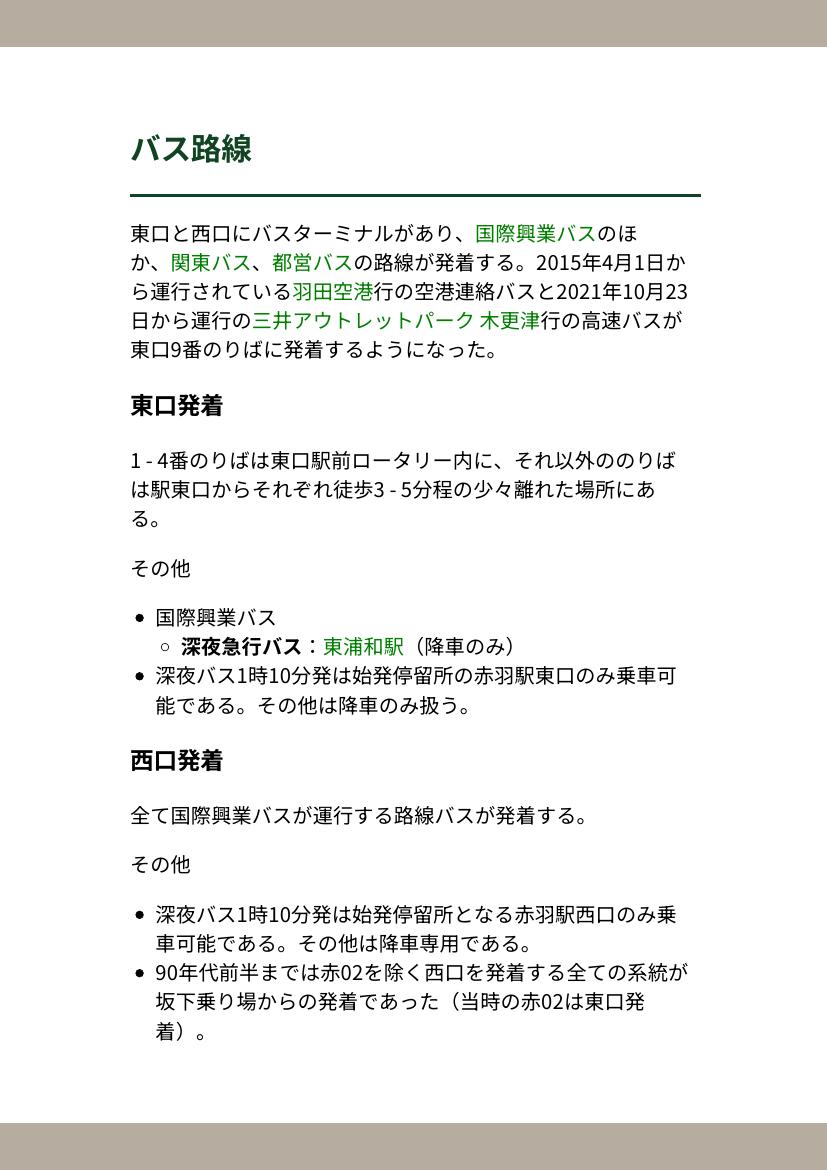 バス路線
東口と西口にバスターミナルがあり、国際興業バスのほ
か、関東バス、都営バスの路線が発着する。2015年4月1日か
ら運行されている羽田空港行の空港連絡バスと2021年10月23
日から運行の三井アウトレットパーク 木更津行の高速バスが
東口9番のりばに発着するようになった。
東口発着
1 - 4番のりばは東口駅前ロータリー内に、それ以外ののりば
は駅東口からそれぞれ徒歩3 - 5分程の少々離れた場所にあ
る。
その他
• 国際興業バス
◦ 深夜急行バス：東浦和駅（降車のみ）
• 深夜バス1時10分発は始発停留所の赤羽駅東口のみ乗車可
能である。その他は降車のみ扱う。
西口発着
全て国際興業バスが運行する路線バスが発着する。
その他
• 深夜バス1時10分発は始発停留所となる赤羽駅西口のみ乗
車可能である。その他は降車専用である。
• 90年代前半までは赤02を除く西口を発着する全ての系統が
坂下乗り場からの発着であった（当時の赤02は東口発
着）。